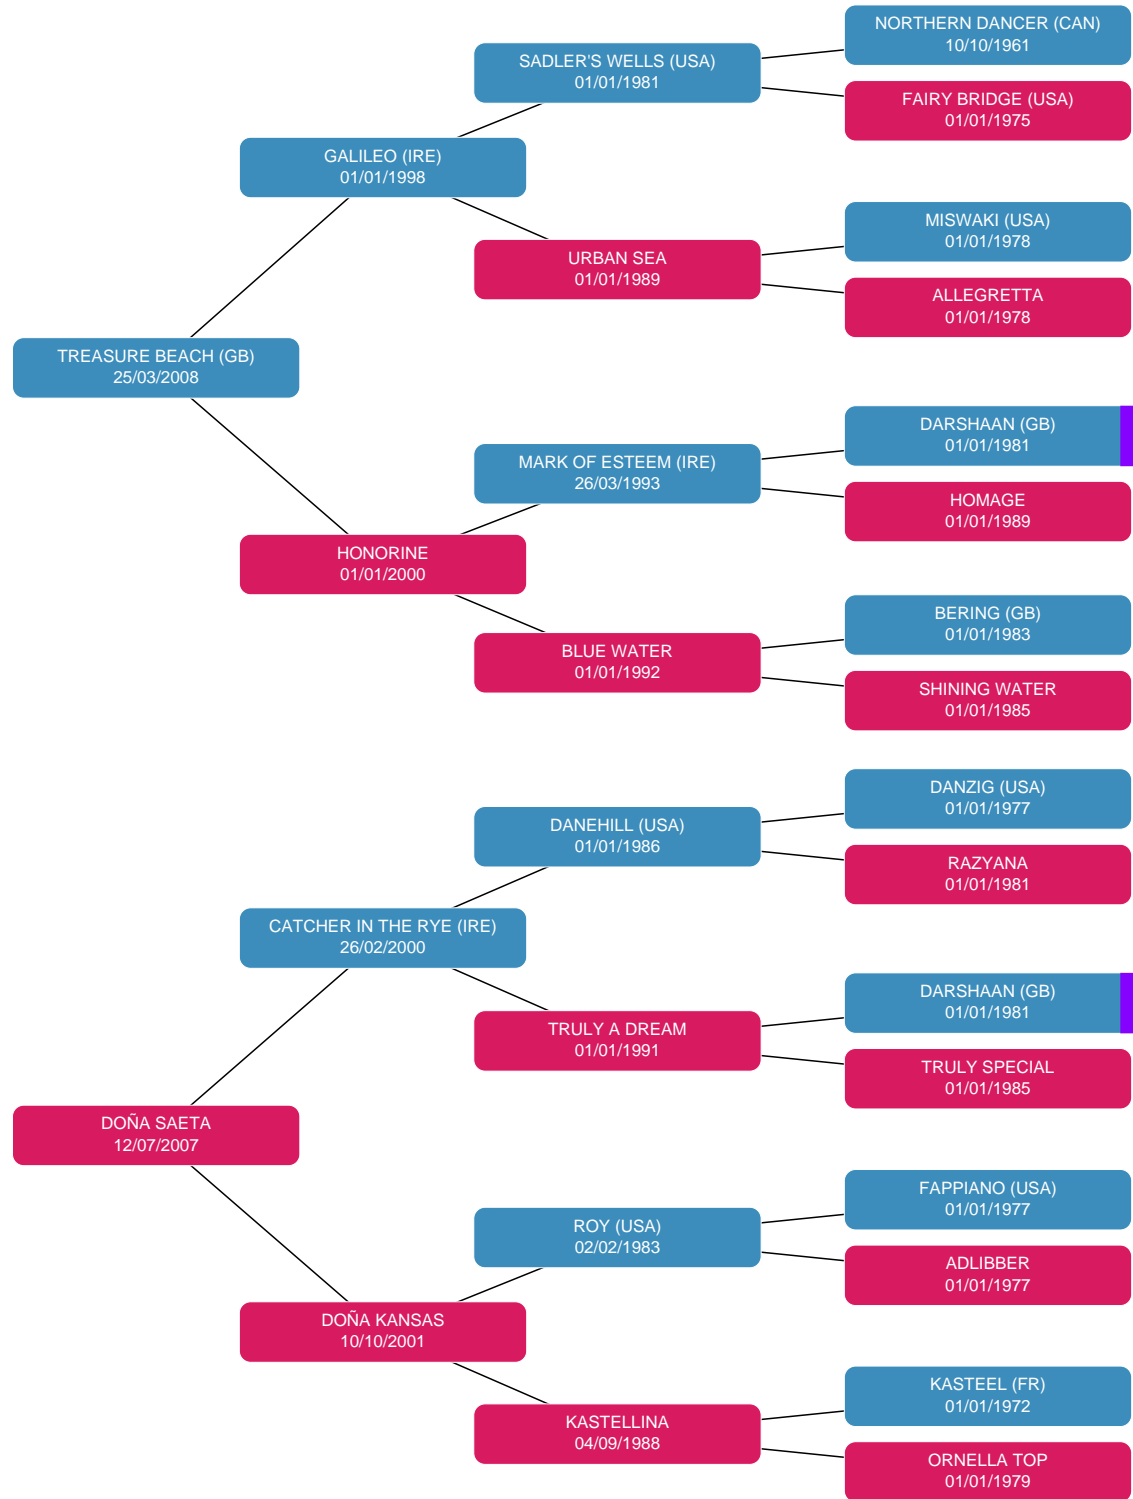 NORTHERN DANCER (CAN)
10/10/1961
SADLER'S WELLS (USA)
01/01/1981
FAIRY BRIDGE (USA)
01/01/1975
GALILEO (IRE)
01/01/1998
MISWAKI (USA)
01/01/1978
URBAN SEA
01/01/1989
ALLEGRETTA
01/01/1978
TREASURE BEACH (GB)
25/03/2008
DARSHAAN (GB)
01/01/1981
MARK OF ESTEEM (IRE)
26/03/1993
HOMAGE
01/01/1989
HONORINE
01/01/2000
BERING (GB)
01/01/1983
BLUE WATER
01/01/1992
SHINING WATER
01/01/1985
DANZIG (USA)
01/01/1977
DANEHILL (USA)
01/01/1986
RAZYANA
01/01/1981
CATCHER IN THE RYE (IRE)
26/02/2000
DARSHAAN (GB)
01/01/1981
TRULY A DREAM
01/01/1991
TRULY SPECIAL
01/01/1985
DOÑA SAETA
12/07/2007
FAPPIANO (USA)
01/01/1977
ROY (USA)
02/02/1983
ADLIBBER
01/01/1977
DOÑA KANSAS
10/10/2001
KASTEEL (FR)
01/01/1972
KASTELLINA
04/09/1988
ORNELLA TOP
01/01/1979